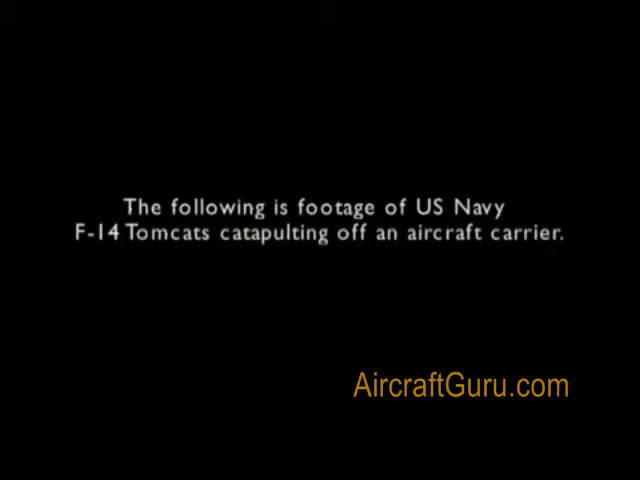 The following is footage of US Navy
F-14 Tomcats catapulting off an aircraft carrier.
AircraftGuru.com